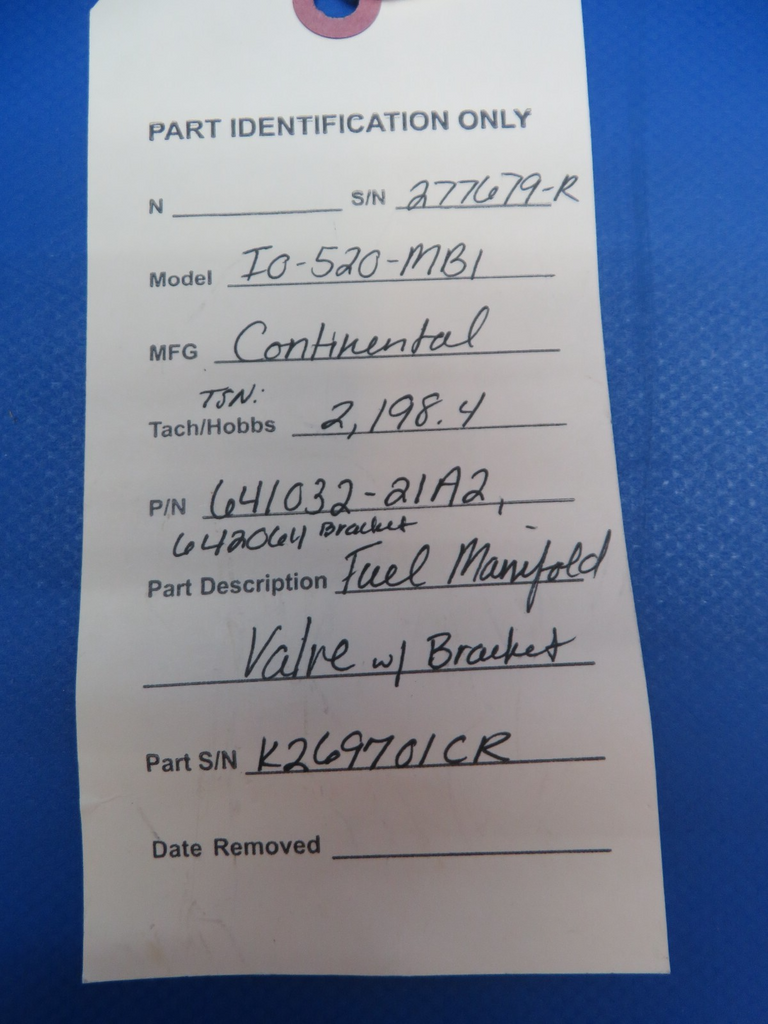 PART IDENTIFICATION ONLY
N S/N 277679-R
Model IO-520-MB1
MFG Continental
TSN:
Tach/Hobbs 2,198.4
P/N 641032-21A2,
642064 Bracket
Part Description Fuel Manifold
Valve w/ Bracket
Part S/N K269701CR
Date Removed